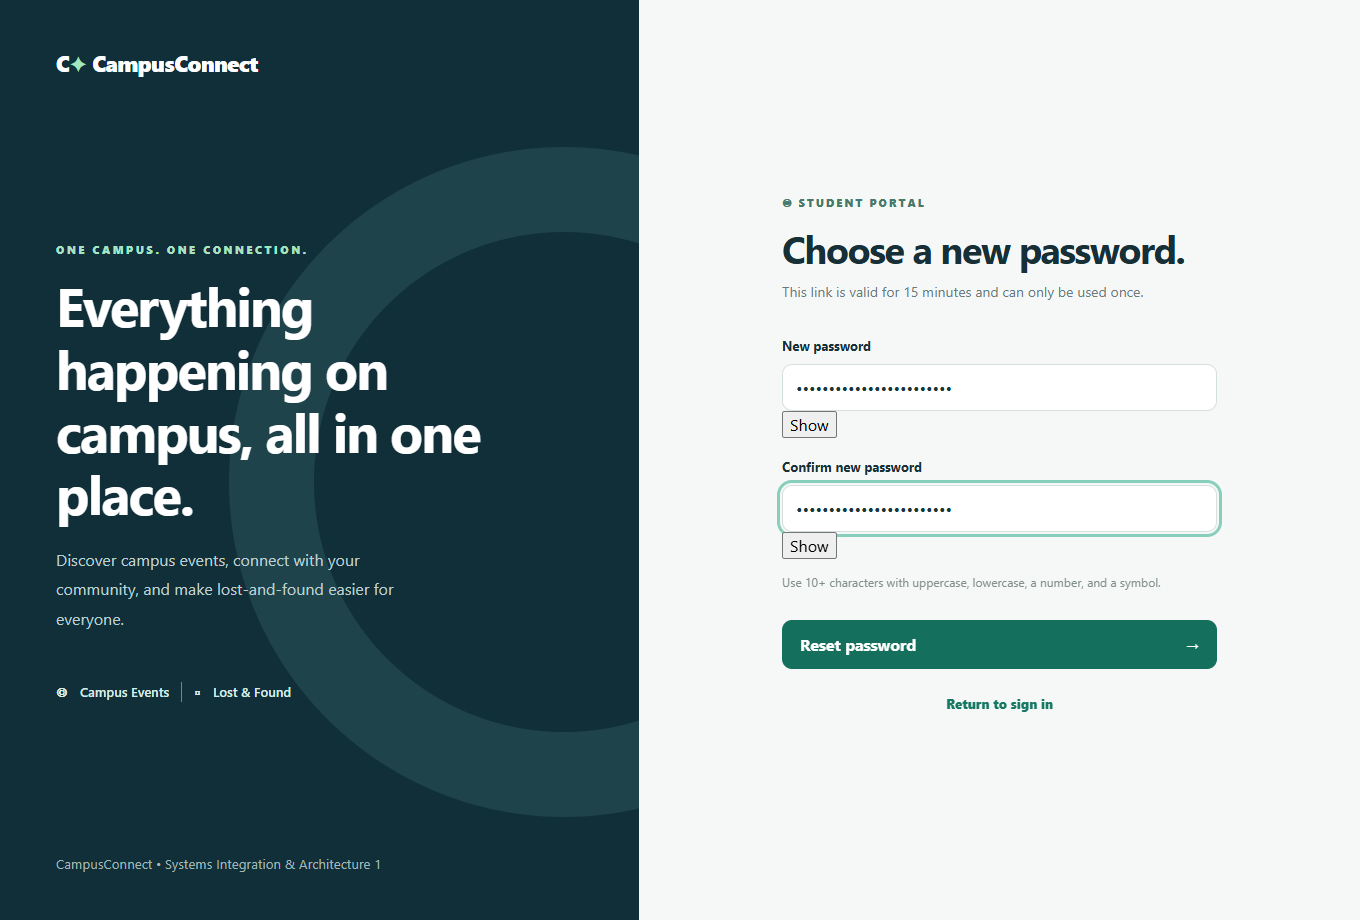 C✦ CampusConnect
ONE CAMPUS. ONE CONNECTION.
Everything
happening on
campus, all in one
place.
Discover campus events, connect with your
community, and make lost-and-found easier for
everyone.
Campus Events
Lost & Found
CampusConnect • Systems Integration & Architecture 1
STUDENT PORTAL
Choose a new password.
This link is valid for 15 minutes and can only be used once.
New password
••••••••••••••••••••••••
Show
Confirm new password
••••••••••••••••••••••••
Show
Use 10+ characters with uppercase, lowercase, a number, and a symbol.
Reset password →
Return to sign in